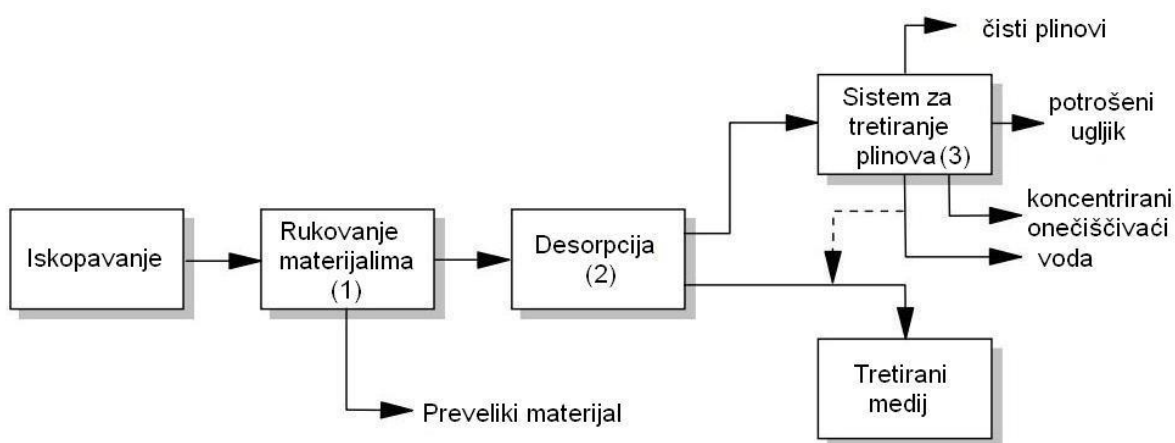 čisti plinovi
Sistem za
tretiranje
plinova (3)
potrošeni
ugljik
koncentrirani
onečiščivaći
voda
Iskopavanje
Rukovanje
materijalima
(1)
Desorpcija
(2)
Tretirani
medij
Preveliki materijal